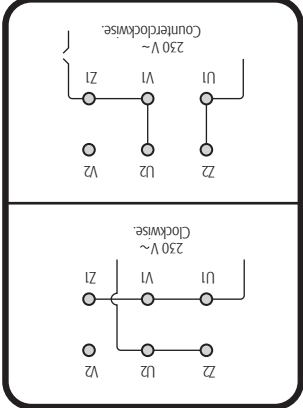 Z2 U2 V2
U1 V1 Z1
230 V ~
Clockwise.
Z2 U2 V2
U1 V1 Z1
230 V ~
Counterclockwise.